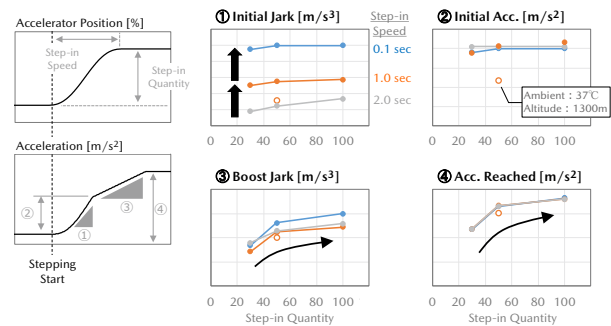 Accelerator Position [%]
Step-in
Speed
Step-in
Quantity
Acceleration [m/s²]
②
①
③
④
Stepping
Start
① Initial Jark [m/s³]
Step-in
Speed
0.1 sec
1.0 sec
2.0 sec
0 20 40 60 80 100
② Initial Acc. [m/s²]
Ambient : 37℃
Altitude : 1300m
0 20 40 60 80 100
③ Boost Jark [m/s³]
0 20 40 60 80 100
Step-in Quantity
④ Acc. Reached [m/s²]
0 20 40 60 80 100
Step-in Quantity